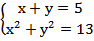 x + y = 5
x² + y² = 13